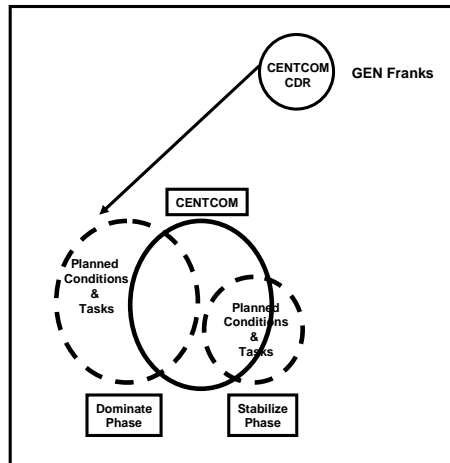 CENTCOM
CDR
GEN Franks
CENTCOM
Planned
Conditions
&
Tasks
Planned
Conditions
&
Tasks
Dominate
Phase
Stabilize
Phase